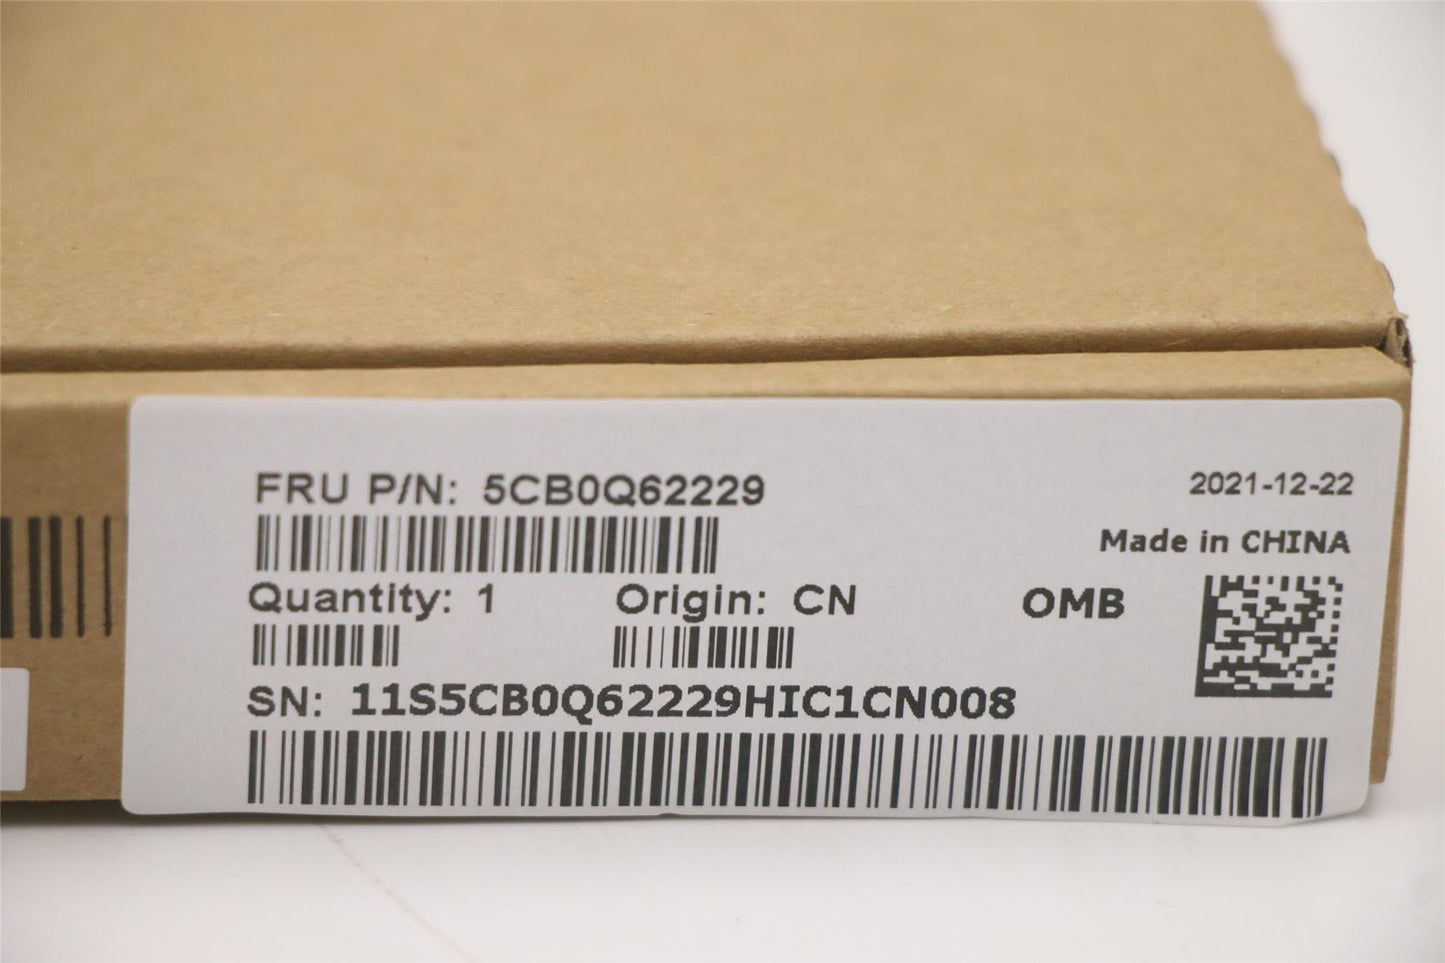 FRU P/N: 5CB0Q62229
2021-12-22
Made in CHINA
Quantity: 1
Origin: CN
OMB
SN: 11S5CB0Q62229HIC1CN008